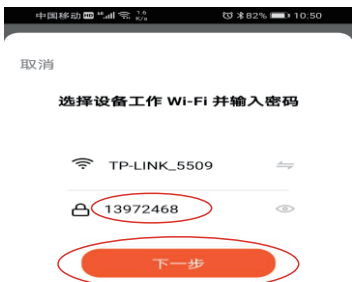 中国移动 HD 4G 1.6 K/s 82% 10:50
取消
选择设备工作 Wi-Fi 并输入密码
TP-LINK_5509
13972468
下一步